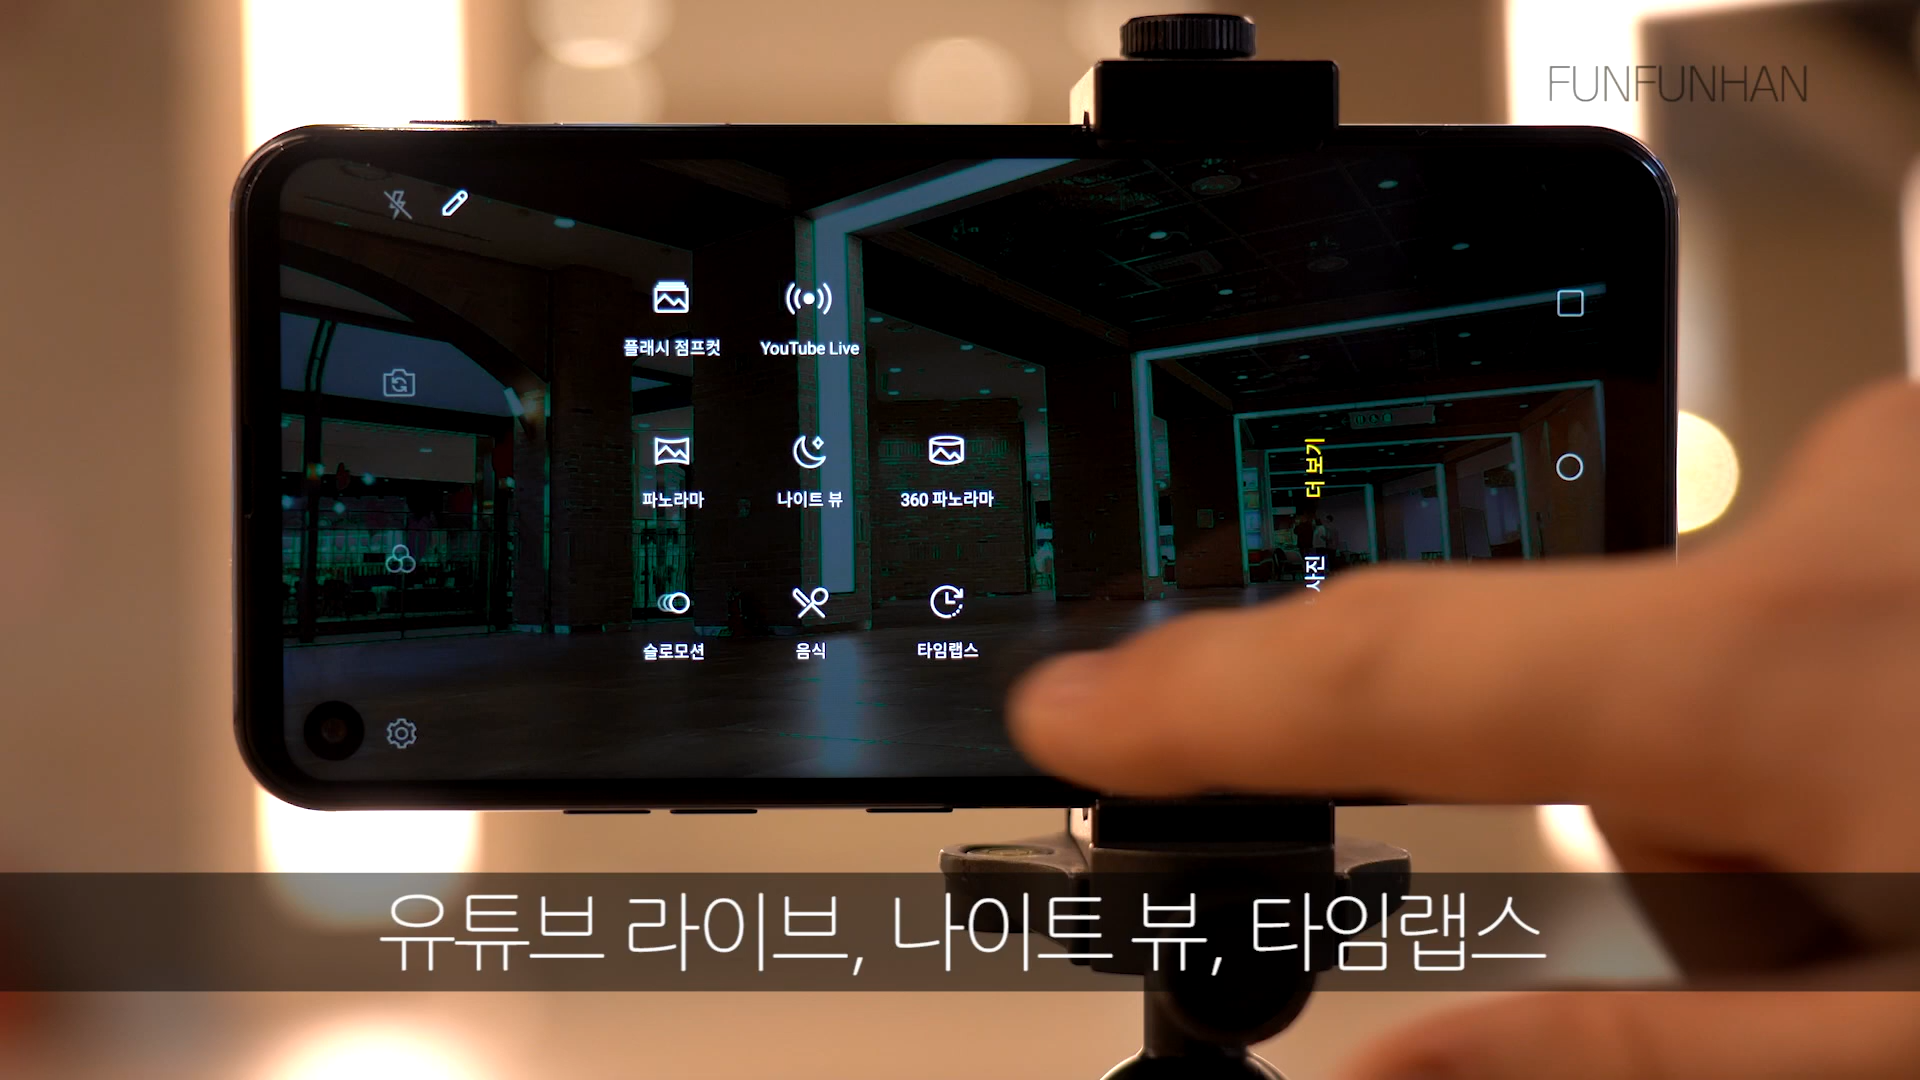 FUNFUNHAN
플래시 점프컷
YouTube Live
파노라마
나이트 뷰
360 파노라마
슬로모션
음식
타임랩스
더 보기
사진
유튜브 라이브, 나이트 뷰, 타임랩스